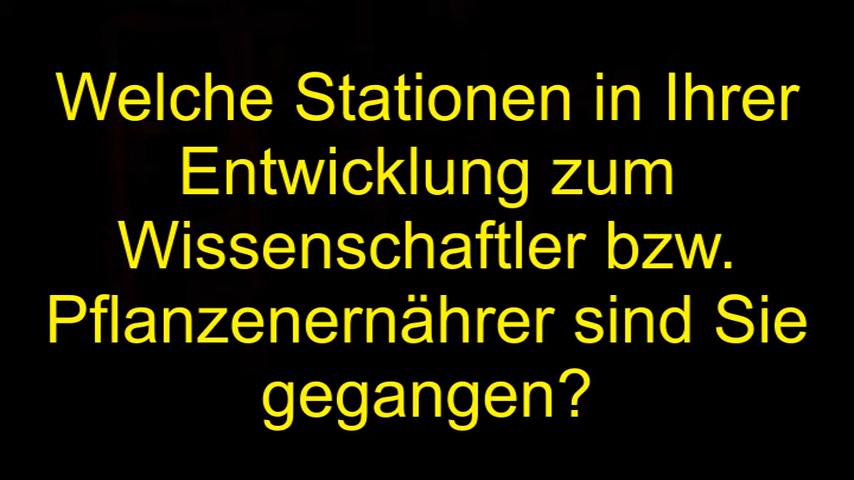 Welche Stationen in Ihrer
Entwicklung zum
Wissenschaftler bzw.
Pflanzenernährer sind Sie
gegangen?